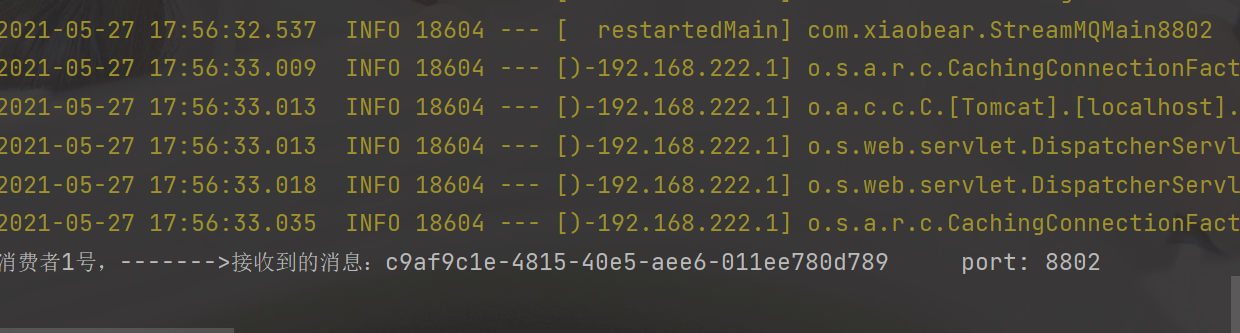 2021-05-27 17:56:32.537  INFO 18604 --- [  restartedMain] com.xiaobear.StreamMQMain8802
2021-05-27 17:56:33.009  INFO 18604 --- [)-192.168.222.1] o.s.a.r.c.CachingConnectionFact
2021-05-27 17:56:33.013  INFO 18604 --- [)-192.168.222.1] o.a.c.c.C.[Tomcat].[localhost].
2021-05-27 17:56:33.013  INFO 18604 --- [)-192.168.222.1] o.s.web.servlet.DispatcherServl
2021-05-27 17:56:33.018  INFO 18604 --- [)-192.168.222.1] o.s.web.servlet.DispatcherServl
2021-05-27 17:56:33.035  INFO 18604 --- [)-192.168.222.1] o.s.a.r.c.CachingConnectionFact
消费者1号，------->接收到的消息：c9af9c1e-4815-40e5-aee6-011ee780d789     port: 8802